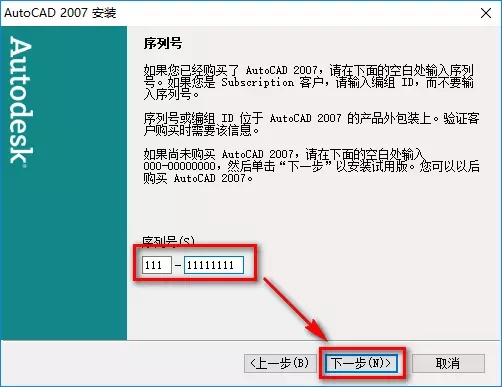 AutoCAD 2007 安装
Autodesk
序列号
如果您已经购买了 AutoCAD 2007，请在下面的空白处输入序列
号。如果您是 Subscription 客户，请输入编组 ID，而不要输
入序列号。
序列号或编组 ID 位于 AutoCAD 2007 的产品外包装上。验证客
户购买时需要该信息。
如果尚未购买 AutoCAD 2007，请在下面的空白处输入
000-00000000，然后单击“下一步”以安装试用版。您可以以后
购买 AutoCAD 2007。
序列号(S)
111 - 11111111
<上一步(B) 下一步(N)> 取消